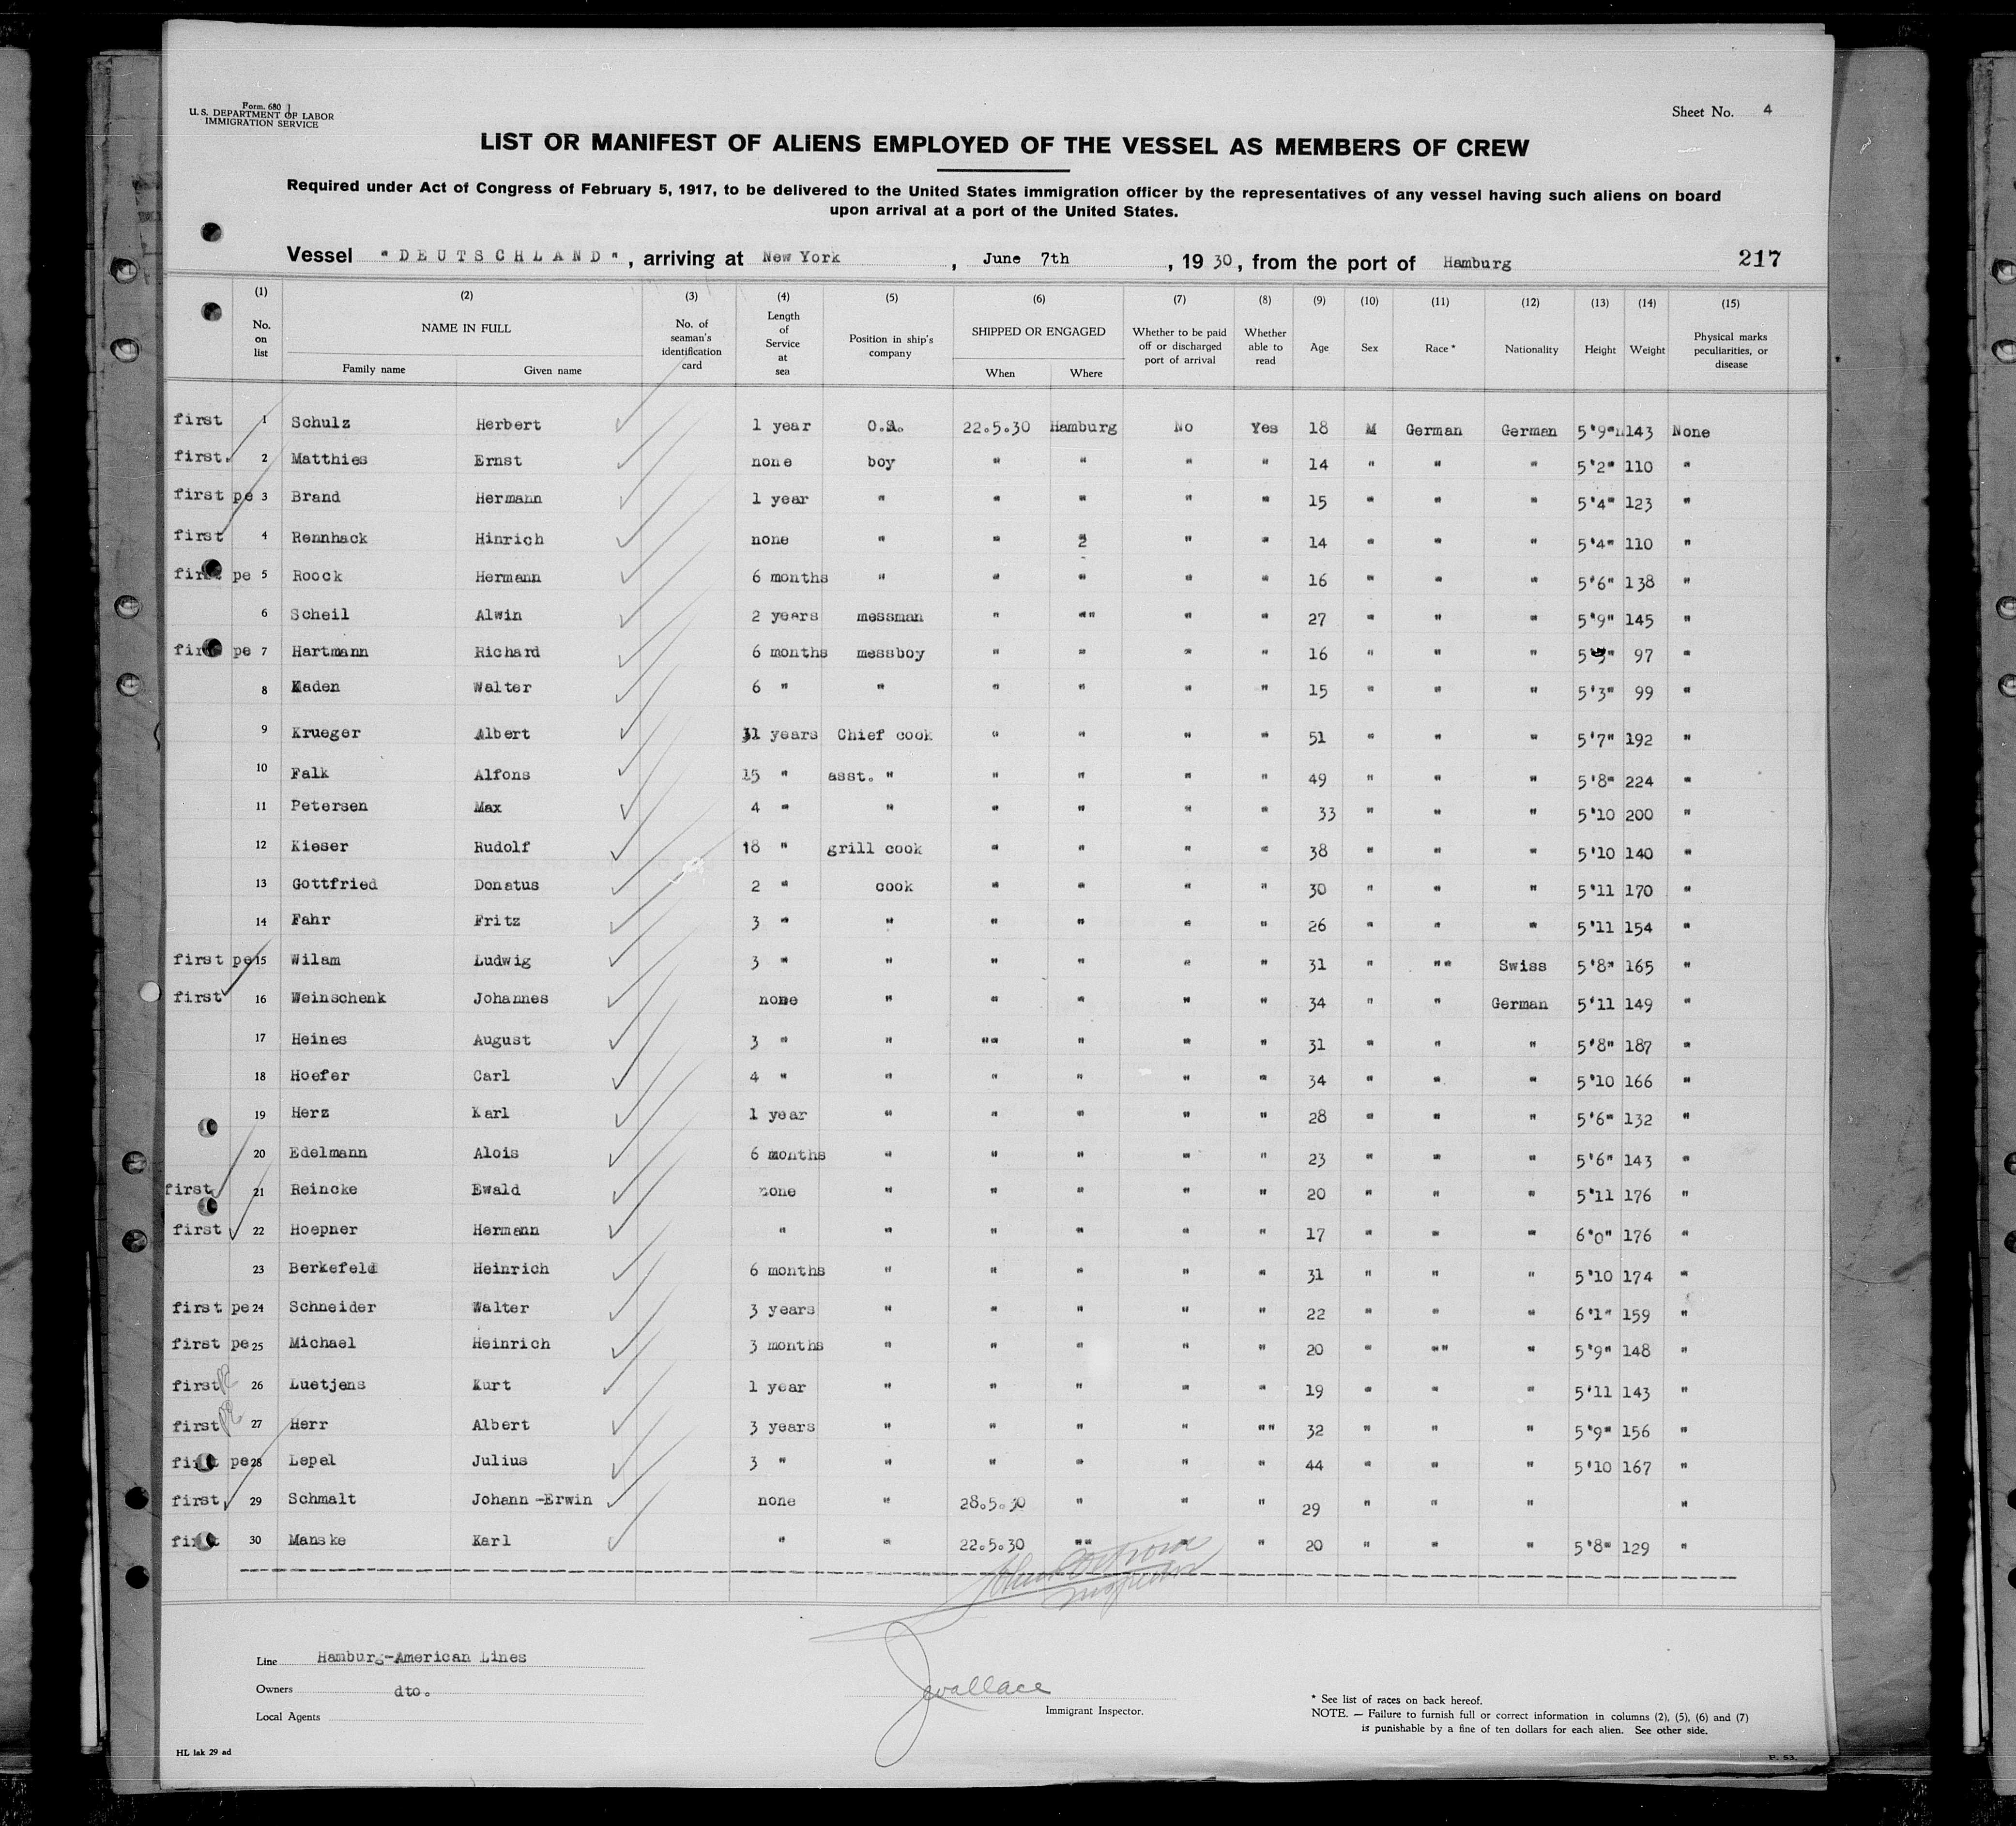 Form. 680
U. S. DEPARTMENT OF LABOR
IMMIGRATION SERVICE
Sheet No. 4
LIST OR MANIFEST OF ALIENS EMPLOYED OF THE VESSEL AS MEMBERS OF CREW
Required under Act of Congress of February 5, 1917, to be delivered to the United States immigration officer by the representatives of any vessel having such aliens on board
upon arrival at a port of the United States.
Vessel "DEUTSCHLAND", arriving at New York, June 7th, 1930, from the port of Hamburg 217
(1) (2) (3) (4) (5) (6) (7) (8) (9) (10) (11) (12) (13) (14) (15)
No. on list NAME IN FULL No. of seaman's identification card Length of Service at sea Position in ship's company SHIPPED OR ENGAGED Whether to be paid off or discharged port of arrival Whether able to read Age Sex Race * Nationality Height Weight Physical marks peculiarities, or disease
Family name Given name When Where
first 1 Schulz Herbert 1 year O.S. 22.5.30 Hamburg No Yes 18 M German German 5'9" 143 None
first. 2 Matthies Ernst none boy " " " " 14 " " " 5'2" 110 "
first pe 3 Brand Hermann 1 year " " " " " 15 " " " 5'4" 123 "
first 4 Rennhack Hinrich none " " 2 " " 14 " " " 5'4" 110 "
first pe 5 Roock Hermann 6 months " " " " " 16 " " " 5'6" 138 "
6 Scheil Alwin 2 years messman " "" " " 27 " " " 5'9" 145 "
first pe 7 Hartmann Richard 6 months messboy " " " " 16 " " " 5' 97 "
8 Kaden Walter 6 " " " " " " 15 " " " 5'3" 99 "
9 Krueger Albert 31 years Chief cook " " " " 51 " " " 5'7" 192 "
10 Falk Alfons 15 " asst. " " " " " 49 " " " 5'8" 224 "
11 Petersen Max 4 " " " " " " 33 " " " 5'10 200 "
12 Kieser Rudolf 18 " grill cook " " " " 38 " " " 5'10 140 "
13 Gottfried Donatus 2 " cook " " " " 30 " " " 5'11 170 "
14 Fahr Fritz 3 " " " " " " 26 " " " 5'11 154 "
first pe 15 Wilam Ludwig 3 " " " " " " 31 " "" Swiss 5'8" 165 "
first 16 Weinschenk Johannes none " " " " " 34 " " German 5'11 149 "
17 Heines August 3 " " "" " " " 31 " " " 5'8" 187 "
18 Hoefer Carl 4 " " " " " " 34 " " " 5'10 166 "
19 Herz Karl 1 year " " " " " 28 " " " 5'6" 132 "
20 Edelmann Alois 6 months " " " " " 23 " " " 5'6" 143 "
first 21 Reincke Ewald none " " " " " 20 " " " 5'11 176 "
first 22 Hoepner Hermann " " " " " " 17 " " " 6'0" 176 "
23 Berkefeld Heinrich 6 months " " " " " 31 " " " 5'10 174 "
first pe 24 Schneider Walter 3 years " " " " " 22 " " " 6'1" 159 "
first pe 25 Michael Heinrich 3 months " " " " " 20 " "" " 5'9" 148 "
first pe 26 Luetjens Kurt 1 year " " " " " 19 " " " 5'11 143 "
first pe 27 Herr Albert 3 years " " " " "" 32 " " " 5'9" 156 "
first pe 28 Lepel Julius 3 " " " " " " 44 " " " 5'10 167 "
first 29 Schmalt Johann-Erwin none " 28.5.30 " " " 29 " " " "
first 30 Manske Karl " " 22.5.30 "" " " 20 " " " 5'8" 129 "
Inspector
Line Hamburg-American Lines
Owners dto.
Local Agents
JWallace
Immigrant Inspector.
* See list of races on back hereof.
NOTE. — Failure to furnish full or correct information in columns (2), (5), (6) and (7)
is punishable by a fine of ten dollars for each alien. See other side.
HL lak 29 ad
F. 53.